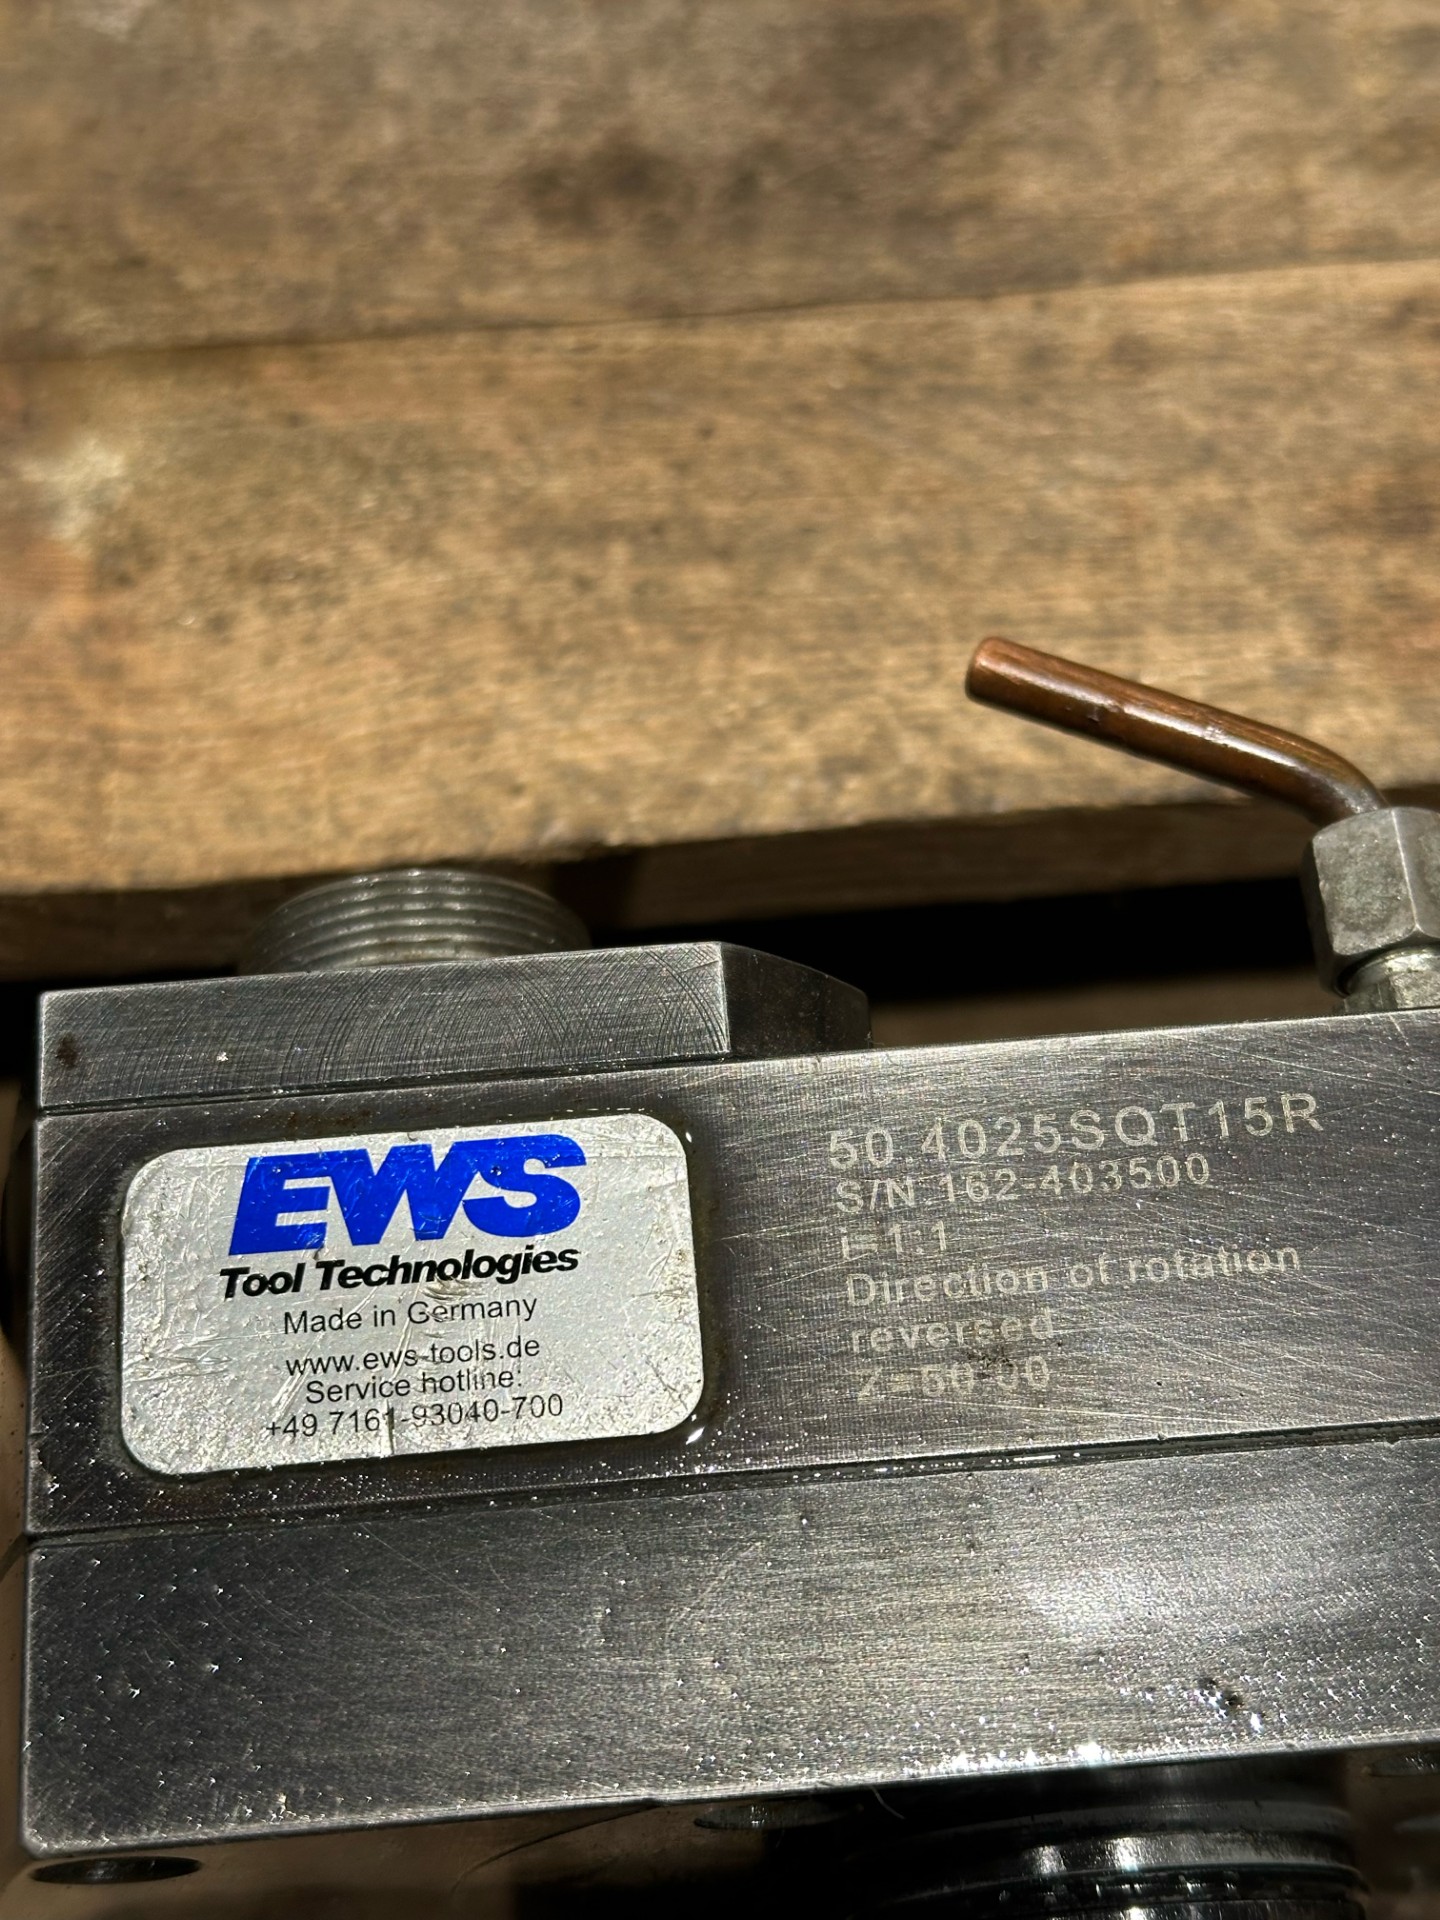 EWS
Tool Technologies
Made in Germany
www.ews-tools.de
Service hotline:
+49 7161-93040-700
50.4025SQT15R
S/N 162-403500
i=1:1
Direction of rotation
reversed